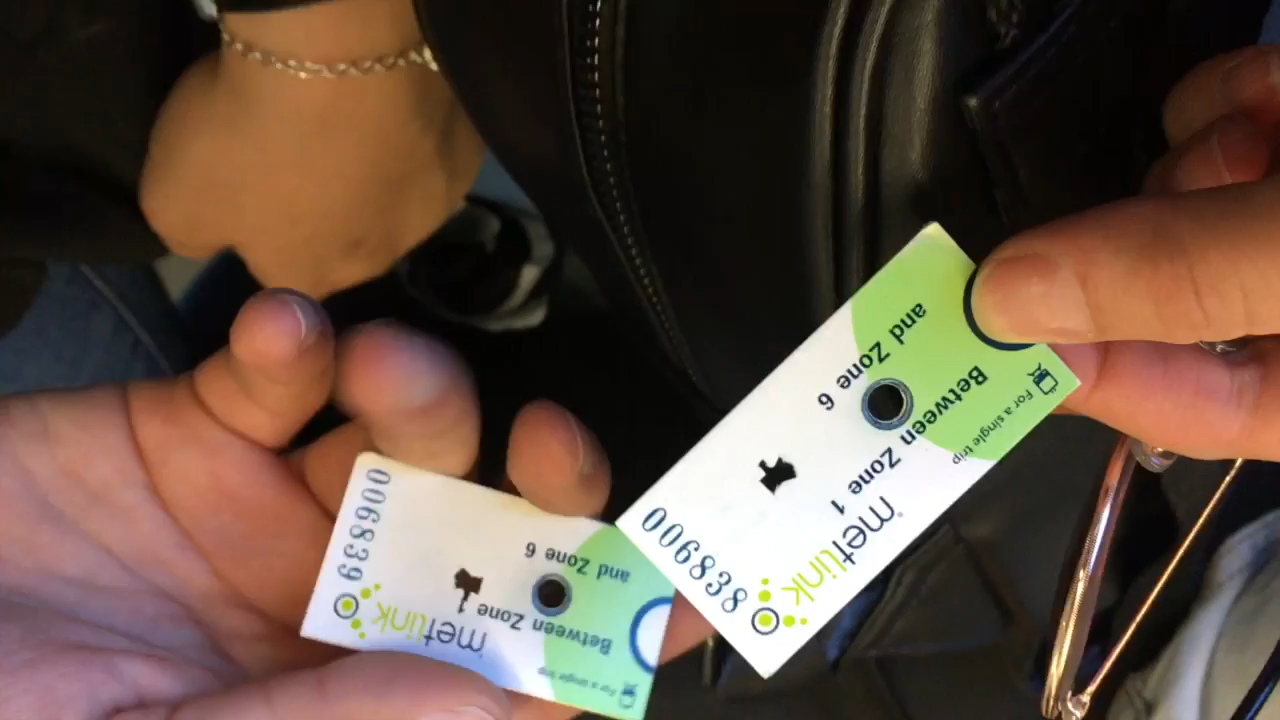 metlink
For a single trip
Between Zone 1
and Zone 6
006839
metlink
For a single trip
Between Zone 1
and Zone 6
006838